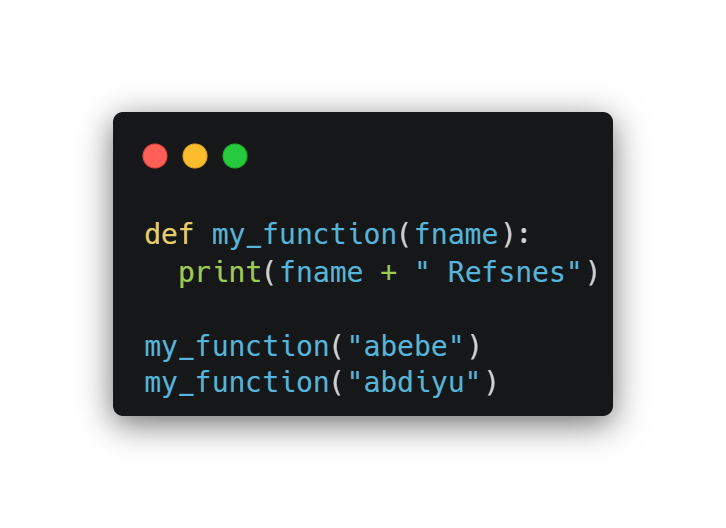 def my_function(fname):
  print(fname + " Refsnes")

my_function("abebe")
my_function("abdiyu")